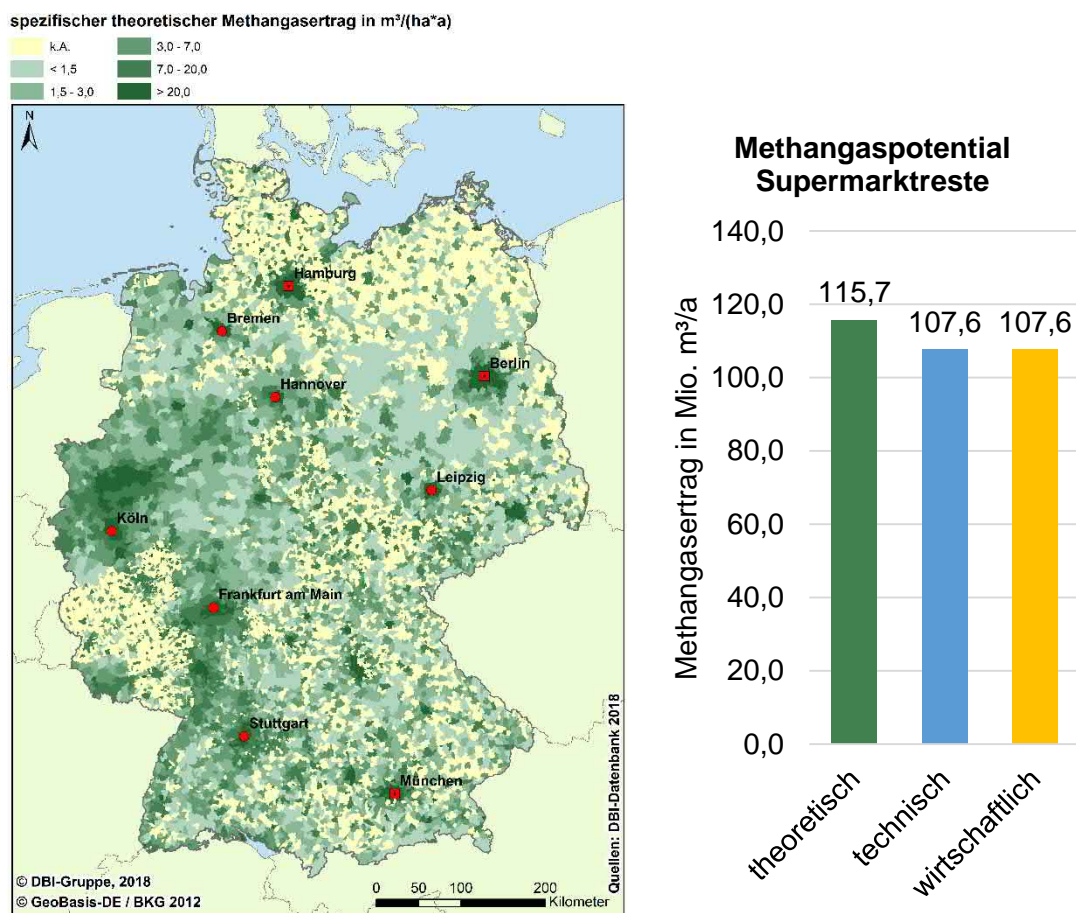 spezifischer theoretischer Methangasertrag in m³/(ha*a)
k.A.
< 1,5
1,5 - 3,0
3,0 - 7,0
7,0 - 20,0
> 20,0
N
Hamburg
Bremen
Berlin
Hannover
Leipzig
Köln
Frankfurt am Main
Stuttgart
München
© DBI-Gruppe, 2018
© GeoBasis-DE / BKG 2012
0 50 100 200
Kilometer
Quellen: DBI-Datenbank 2018
Methangaspotential
Supermarktreste
Methangasertrag in Mio. m³/a
140,0
120,0
100,0
80,0
60,0
40,0
20,0
0,0
115,7
107,6
107,6
theoretisch
technisch
wirtschaftlich